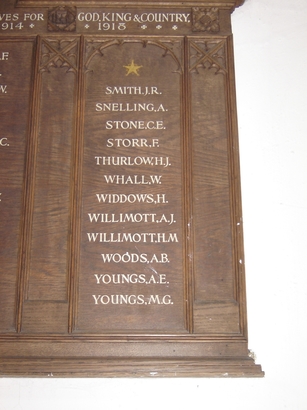 VES FOR GOD, KING & COUNTRY,
1914 1918
F.
W.
C.
SMITH, J.R.
SNELLING, A.
STONE, C.E.
STORR, F.
THURLOW, H.J.
WHALL, W.
WIDDOWS, H.
WILLIMOTT, A.J.
WILLIMOTT, H.M
WOODS, A.B.
YOUNGS, A.E.
YOUNGS, M.G.